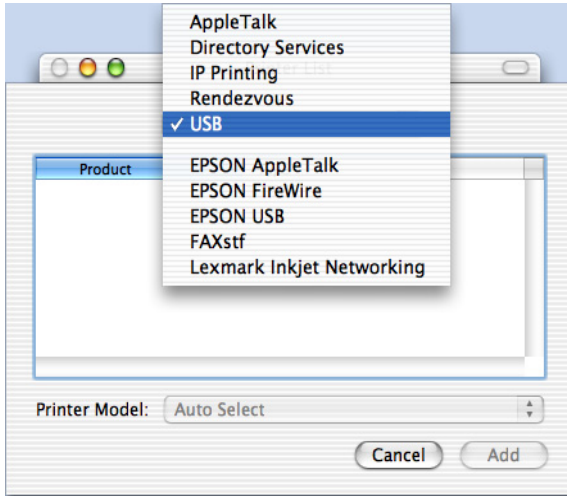 AppleTalk
Directory Services
IP Printing
Rendezvous
✓ USB
EPSON AppleTalk
EPSON FireWire
EPSON USB
FAXstf
Lexmark Inkjet Networking
List
Product
Printer Model: Auto Select
Cancel Add